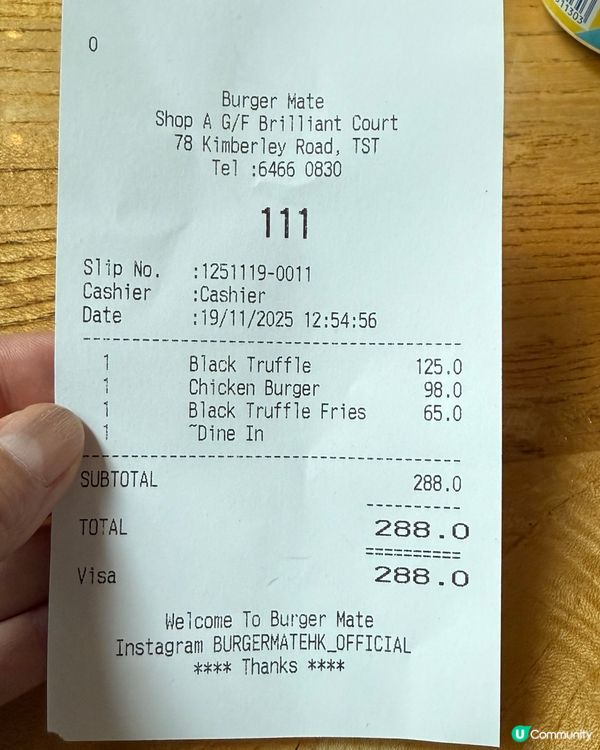 0
Burger Mate
Shop A G/F Brilliant Court
78 Kimberley Road, TST
Tel :6466 0830
111
Slip No. :1251119-0011
Cashier :Cashier
Date :19/11/2025 12:54:56
1 Black Truffle 125.0
1 Chicken Burger 98.0
1 Black Truffle Fries 65.0
1 ~Dine In
SUBTOTAL 288.0
TOTAL 288.0
Visa 288.0
Welcome To Burger Mate
Instagram BURGERMATEHK_OFFICIAL
**** Thanks ****
U Community